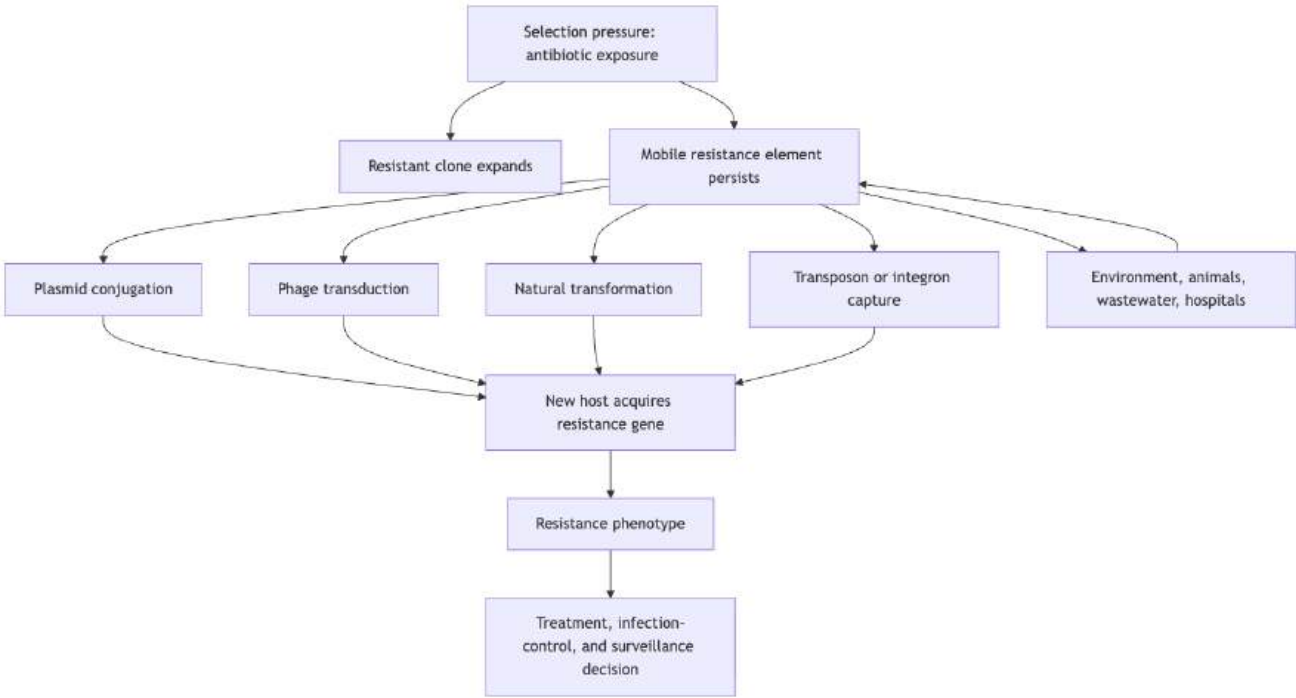 Selection pressure:
antibiotic exposure
Resistant clone expands
Mobile resistance element
persists
Plasmid conjugation
Phage transduction
Natural transformation
Transposon or integron
capture
Environment, animals,
wastewater, hospitals
New host acquires
resistance gene
Resistance phenotype
Treatment, infection-
control, and surveillance
decision